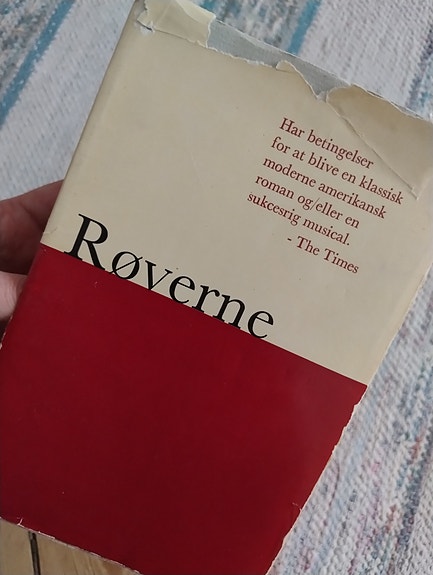 Har betingelser
for at blive en klassisk
moderne amerikansk
roman og/eller en
sukcesrig musical.
- The Times
Røverne